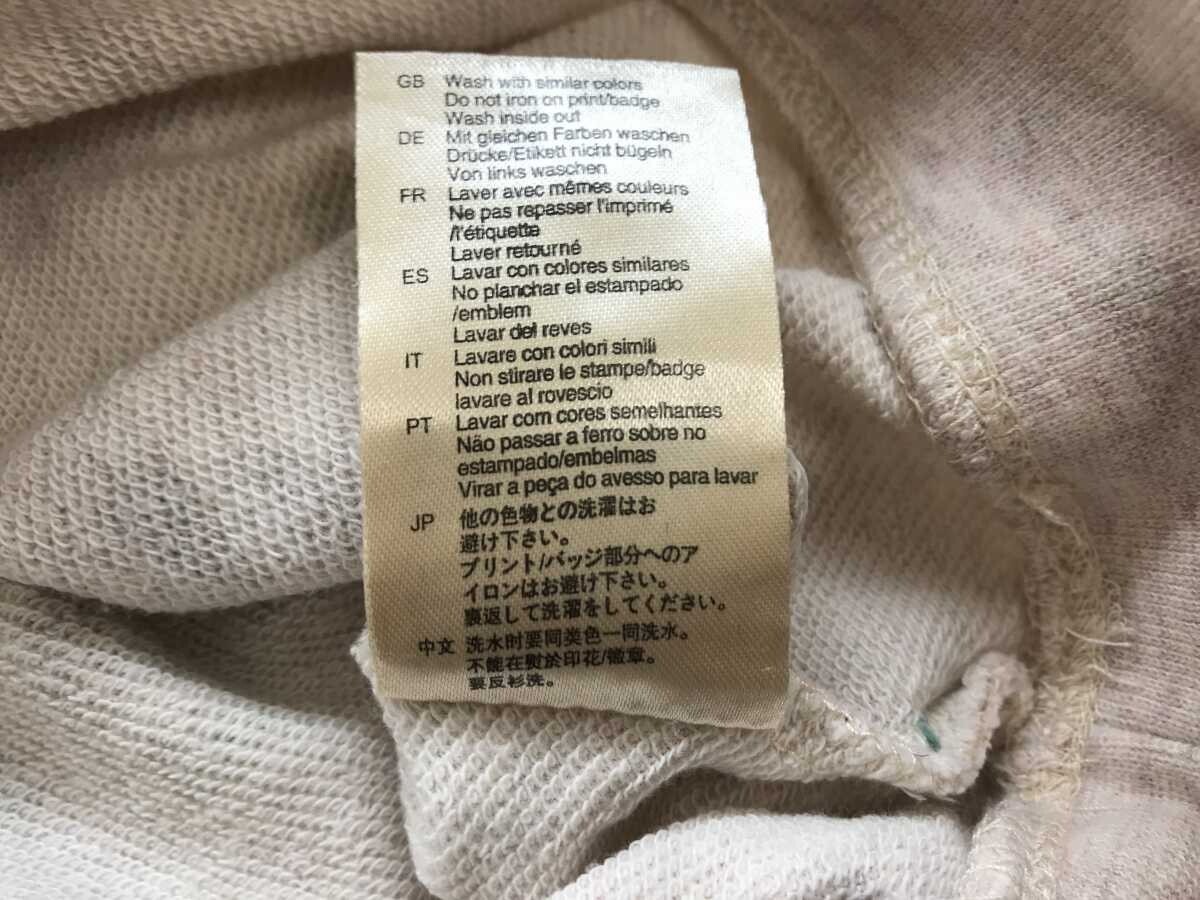 GB Wash with similar colors
Do not iron on print/badge
Wash inside out
DE Mit gleichen Farben waschen
Drücke/Etikett nicht bügeln
Von links waschen
FR Laver avec mêmes couleurs
Ne pas repasser l'imprimé
/l'étiquette
Laver retourné
ES Lavar con colores similares
No planchar el estampado
/emblem
Lavar del reves
IT Lavare con colori simili
Non stirare le stampe/badge
lavare al rovescio
PT Lavar com cores semelhantes
Não passar a ferro sobre no
estampado/embelmas
Virar a peça do avesso para lavar
JP 他の色物との洗濯はお
避け下さい。
プリント/バッジ部分へのア
イロンはお避け下さい。
裏返して洗濯をしてください。
中文 洗水时要同类色一同洗水。
不能在熨於印花/徽章。
要反衫洗。